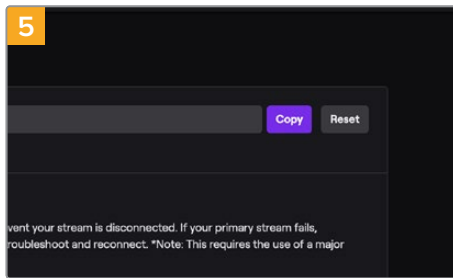 5
Copy Reset
vent your stream is disconnected. If your primary stream fails,
roubleshoot and reconnect. *Note: This requires the use of a major